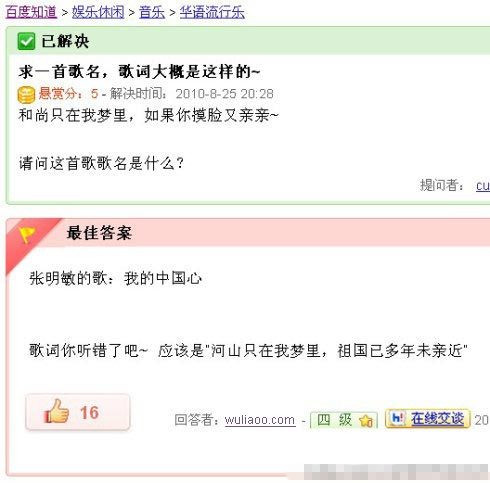 百度知道 > 娱乐休闲 > 音乐 > 华语流行乐
已解决
求一首歌名，歌词大概是这样的~
悬赏分：5 - 解决时间：2010-8-25 20:28
和尚只在我梦里，如果你摸脸又亲亲~
请问这首歌歌名是什么？
提问者： cu
最佳答案
张明敏的歌：我的中国心
歌词你听错了吧~ 应该是"河山只在我梦里，祖国已多年未亲近"
16
回答者：wuliaoo.com - 四 级 hi 在线交谈 20